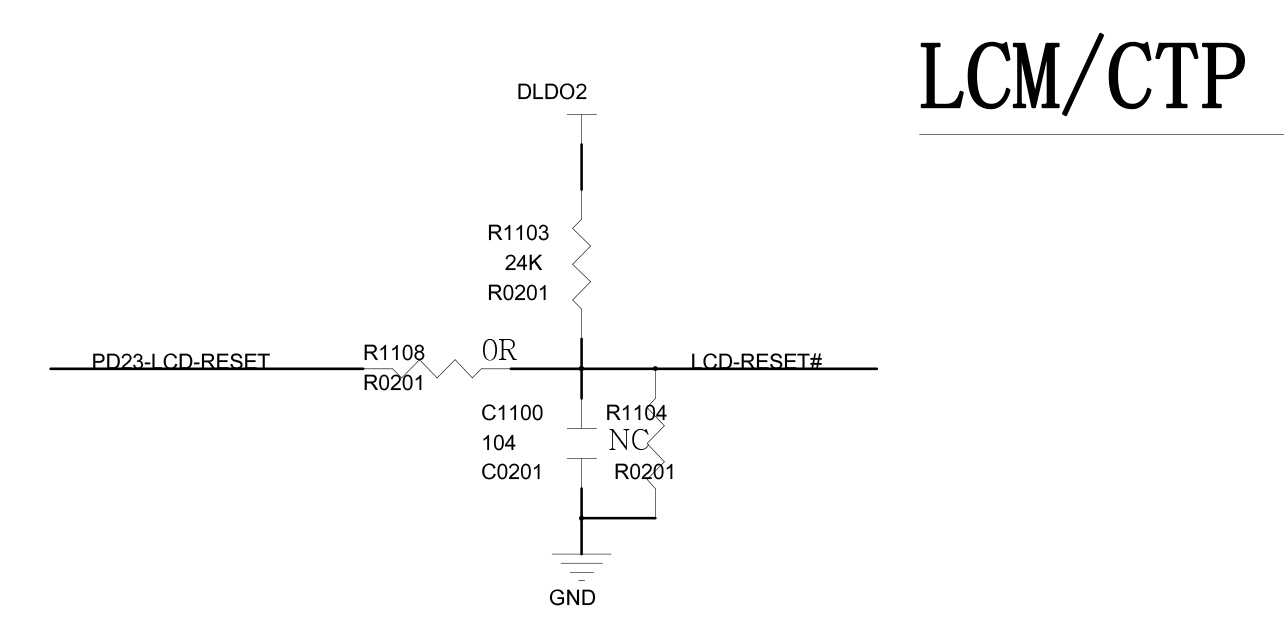 LCM/CTP
DLDO2
R1103
24K
R0201
PD23-LCD-RESET
R1108
0R
R0201
LCD-RESET#
C1100
104
C0201
R1104
NC
R0201
GND